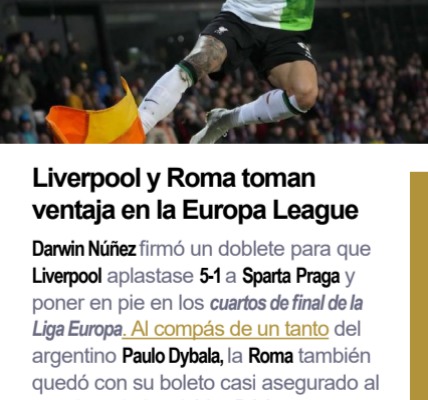 Liverpool y Roma toman
ventaja en la Europa League
Darwin Núñez firmó un doblete para que
Liverpool aplastase 5-1 a Sparta Praga y
poner en pie en los cuartos de final de la
Liga Europa. Al compás de un tanto del
argentino Paulo Dybala, la Roma también
quedó con su boleto casi asegurado al